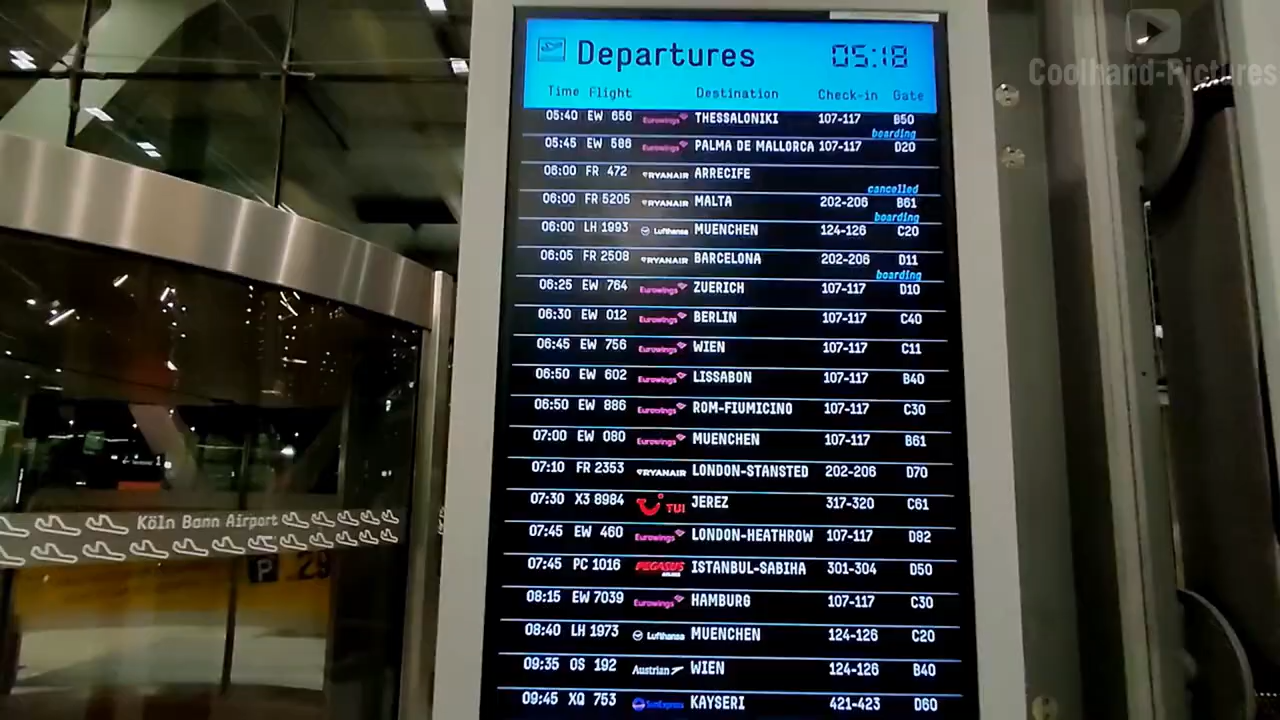 Coolhand-Pictures
Departures 05:18
Time Flight Destination Check-in Gate
05:40 EW 656 Eurowings THESSALONIKI 107-117 B50
boarding
05:45 EW 586 Eurowings PALMA DE MALLORCA 107-117 D20
06:00 FR 472 RYANAIR ARRECIFE
cancelled
06:00 FR 5205 RYANAIR MALTA 202-206 B61
boarding
06:00 LH 1993 Lufthansa MUENCHEN 124-126 C20
06:05 FR 2508 RYANAIR BARCELONA 202-206 D11
boarding
06:25 EW 764 Eurowings ZUERICH 107-117 D10
06:30 EW 012 Eurowings BERLIN 107-117 C40
06:45 EW 756 Eurowings WIEN 107-117 C11
06:50 EW 602 Eurowings LISSABON 107-117 B40
06:50 EW 886 Eurowings ROM-FIUMICINO 107-117 C30
07:00 EW 080 Eurowings MUENCHEN 107-117 B61
07:10 FR 2353 RYANAIR LONDON-STANSTED 202-206 D70
07:30 X3 8984 TUI JEREZ 317-320 C61
07:45 EW 460 Eurowings LONDON-HEATHROW 107-117 D82
07:45 PC 1016 PEGASUS ISTANBUL-SABIHA 301-304 D50
08:15 EW 7039 Eurowings HAMBURG 107-117 C30
08:40 LH 1973 Lufthansa MUENCHEN 124-126 C20
09:35 OS 192 Austrian WIEN 124-126 B40
09:45 XQ 753 SunExpress KAYSERI 421-423 D60
Köln Bonn Airport
P 29